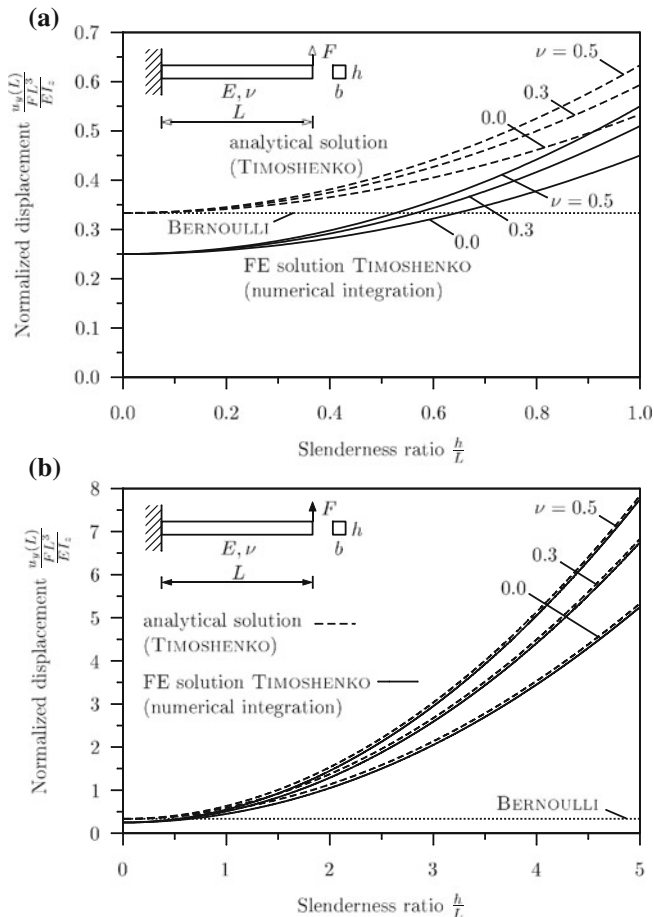 (a)
Normalized displacement u_y(L) / (FL³ / EI_z)
0.7
0.6
0.5
0.4
0.3
0.2
0.1
0.0
F
h
b
E, ν
L
analytical solution
(TIMOSHENKO)
ν = 0.5
0.3
0.0
BERNOULLI
ν = 0.5
0.3
0.0
FE solution TIMOSHENKO
(numerical integration)
0.0 0.2 0.4 0.6 0.8 1.0
Slenderness ratio h/L
(b)
Normalized displacement u_y(L) / (FL³ / EI_z)
8
7
6
5
4
3
2
1
0
F
h
b
E, ν
L
analytical solution
(TIMOSHENKO)
FE solution TIMOSHENKO
(numerical integration)
ν = 0.5
0.3
0.0
BERNOULLI
0 1 2 3 4 5
Slenderness ratio h/L